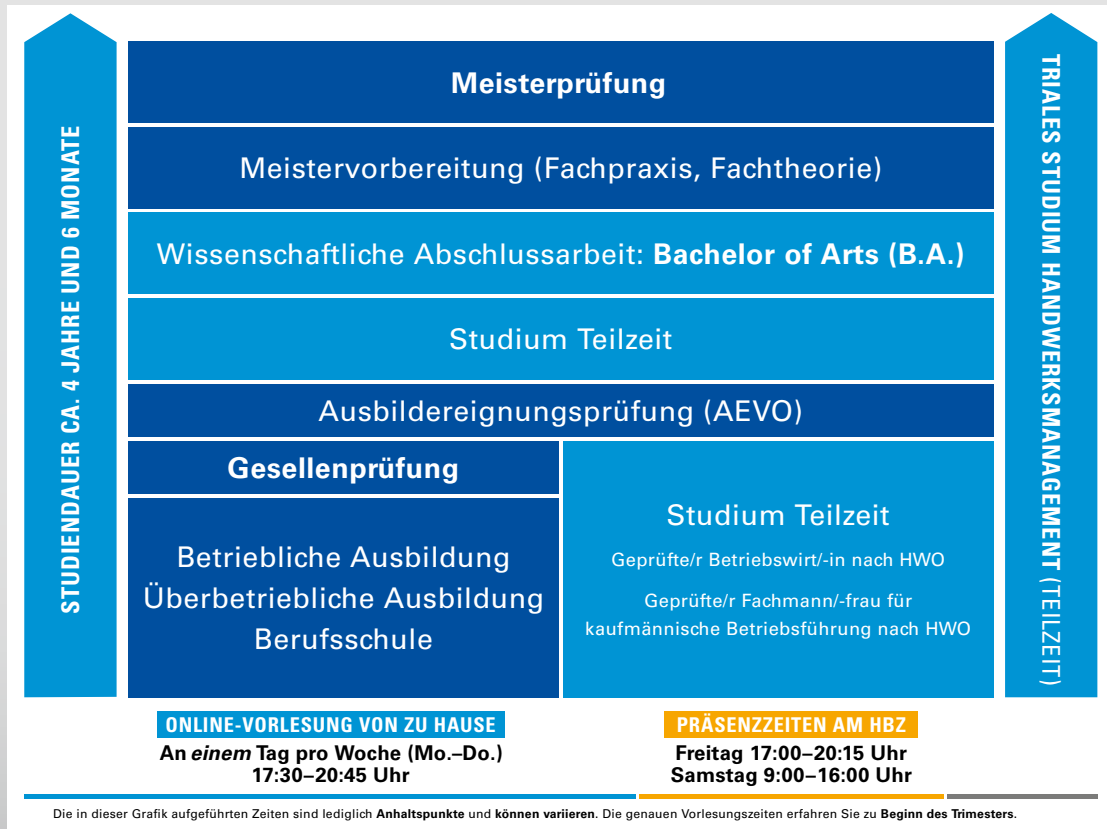 STUDIENDAUER CA. 4 JAHRE UND 6 MONATE
Meisterprüfung
Meistervorbereitung (Fachpraxis, Fachtheorie)
Wissenschaftliche Abschlussarbeit: Bachelor of Arts (B.A.)
Studium Teilzeit
Ausbildereignungsprüfung (AEVO)
Gesellenprüfung
Betriebliche Ausbildung
Überbetriebliche Ausbildung
Berufsschule
Studium Teilzeit
Geprüfte/r Betriebswirt/-in nach HWO
Geprüfte/r Fachmann/-frau für
kaufmännische Betriebsführung nach HWO
TRIALES STUDIUM HANDWERKSMANAGEMENT (TEILZEIT)
ONLINE-VORLESUNG VON ZU HAUSE
An einem Tag pro Woche (Mo.–Do.)
17:30–20:45 Uhr
PRÄSENZZEITEN AM HBZ
Freitag 17:00–20:15 Uhr
Samstag 9:00–16:00 Uhr
Die in dieser Grafik aufgeführten Zeiten sind lediglich Anhaltspunkte und können variieren. Die genauen Vorlesungszeiten erfahren Sie zu Beginn des Trimesters.